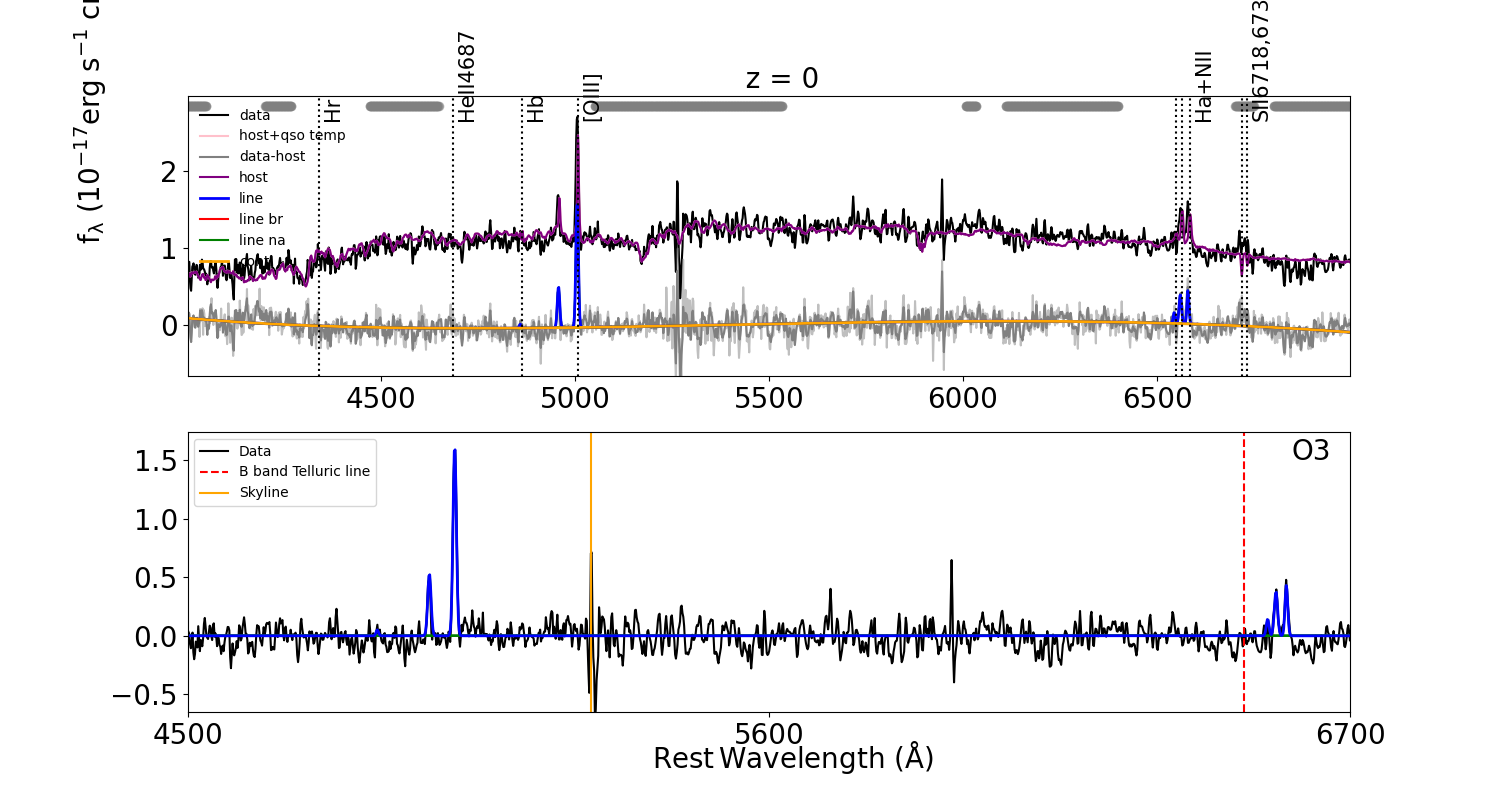 z = 0
Hr
HeII4687
Hb
[OIII]
Ha+NII
SII6718,673
fλ (10−17erg s−1 c
data
host+qso temp
data-host
host
line
line br
line na
2
1
0
4500 5000 5500 6000 6500
Data
B band Telluric line
Skyline
O3
1.5
1.0
0.5
0.0
−0.5
4500 5600 6700
Rest Wavelength (Å)